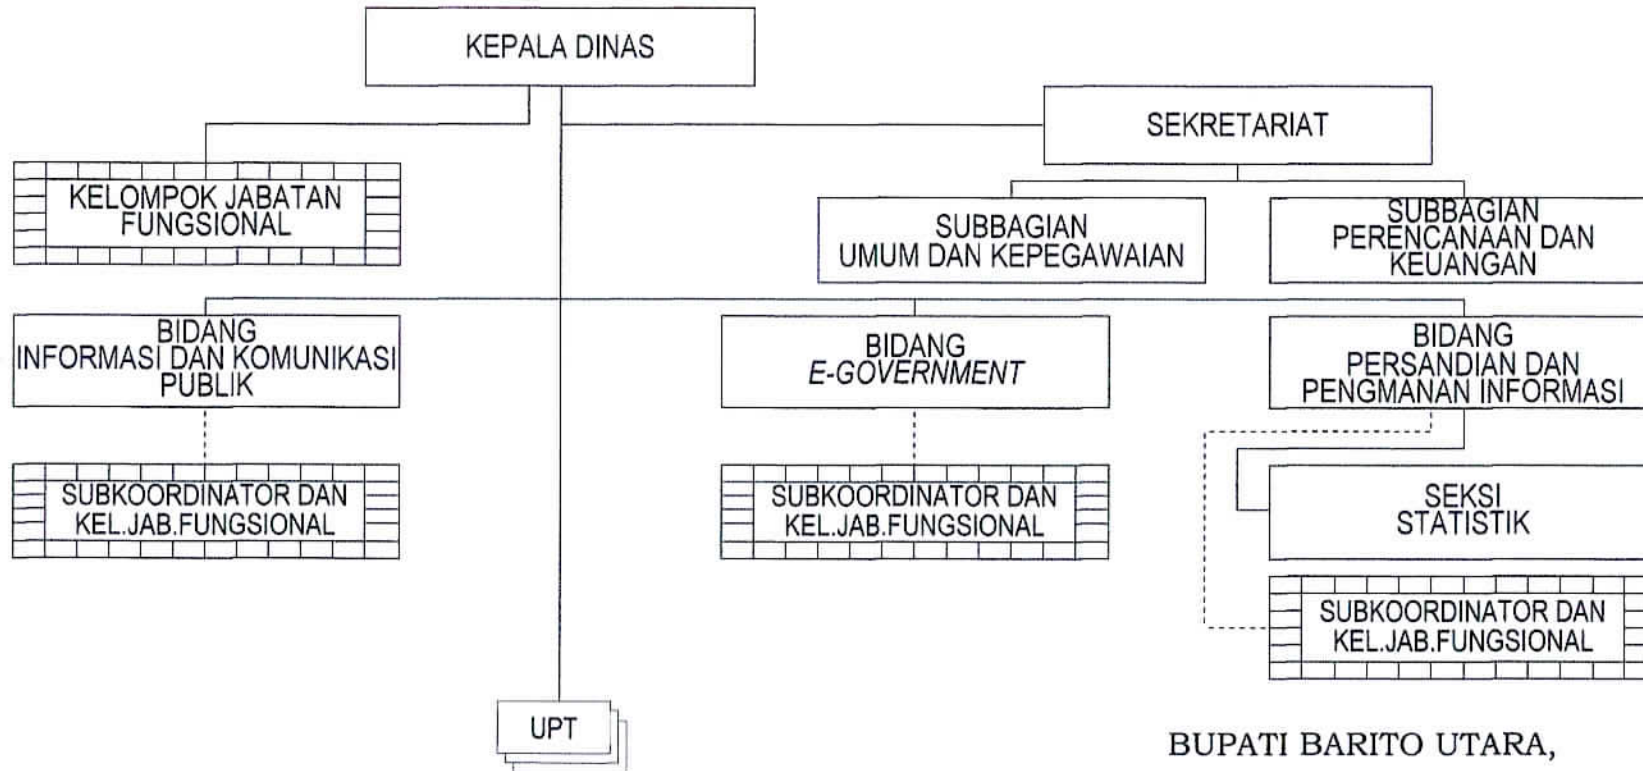 KEPALA DINAS
SEKRETARIAT
KELOMPOK JABATAN
FUNGSIONAL
SUBBAGIAN
UMUM DAN KEPEGAWAIAN
SUBBAGIAN
PERENCANAAN DAN
KEUANGAN
BIDANG
INFORMASI DAN KOMUNIKASI
PUBLIK
BIDANG
E-GOVERNMENT
BIDANG
PERSANDIAN DAN
PENGMANAN INFORMASI
SUBKOORDINATOR DAN
KEL.JAB.FUNGSIONAL
SUBKOORDINATOR DAN
KEL.JAB.FUNGSIONAL
SEKSI
STATISTIK
SUBKOORDINATOR DAN
KEL.JAB.FUNGSIONAL
UPT
BUPATI BARITO UTARA,